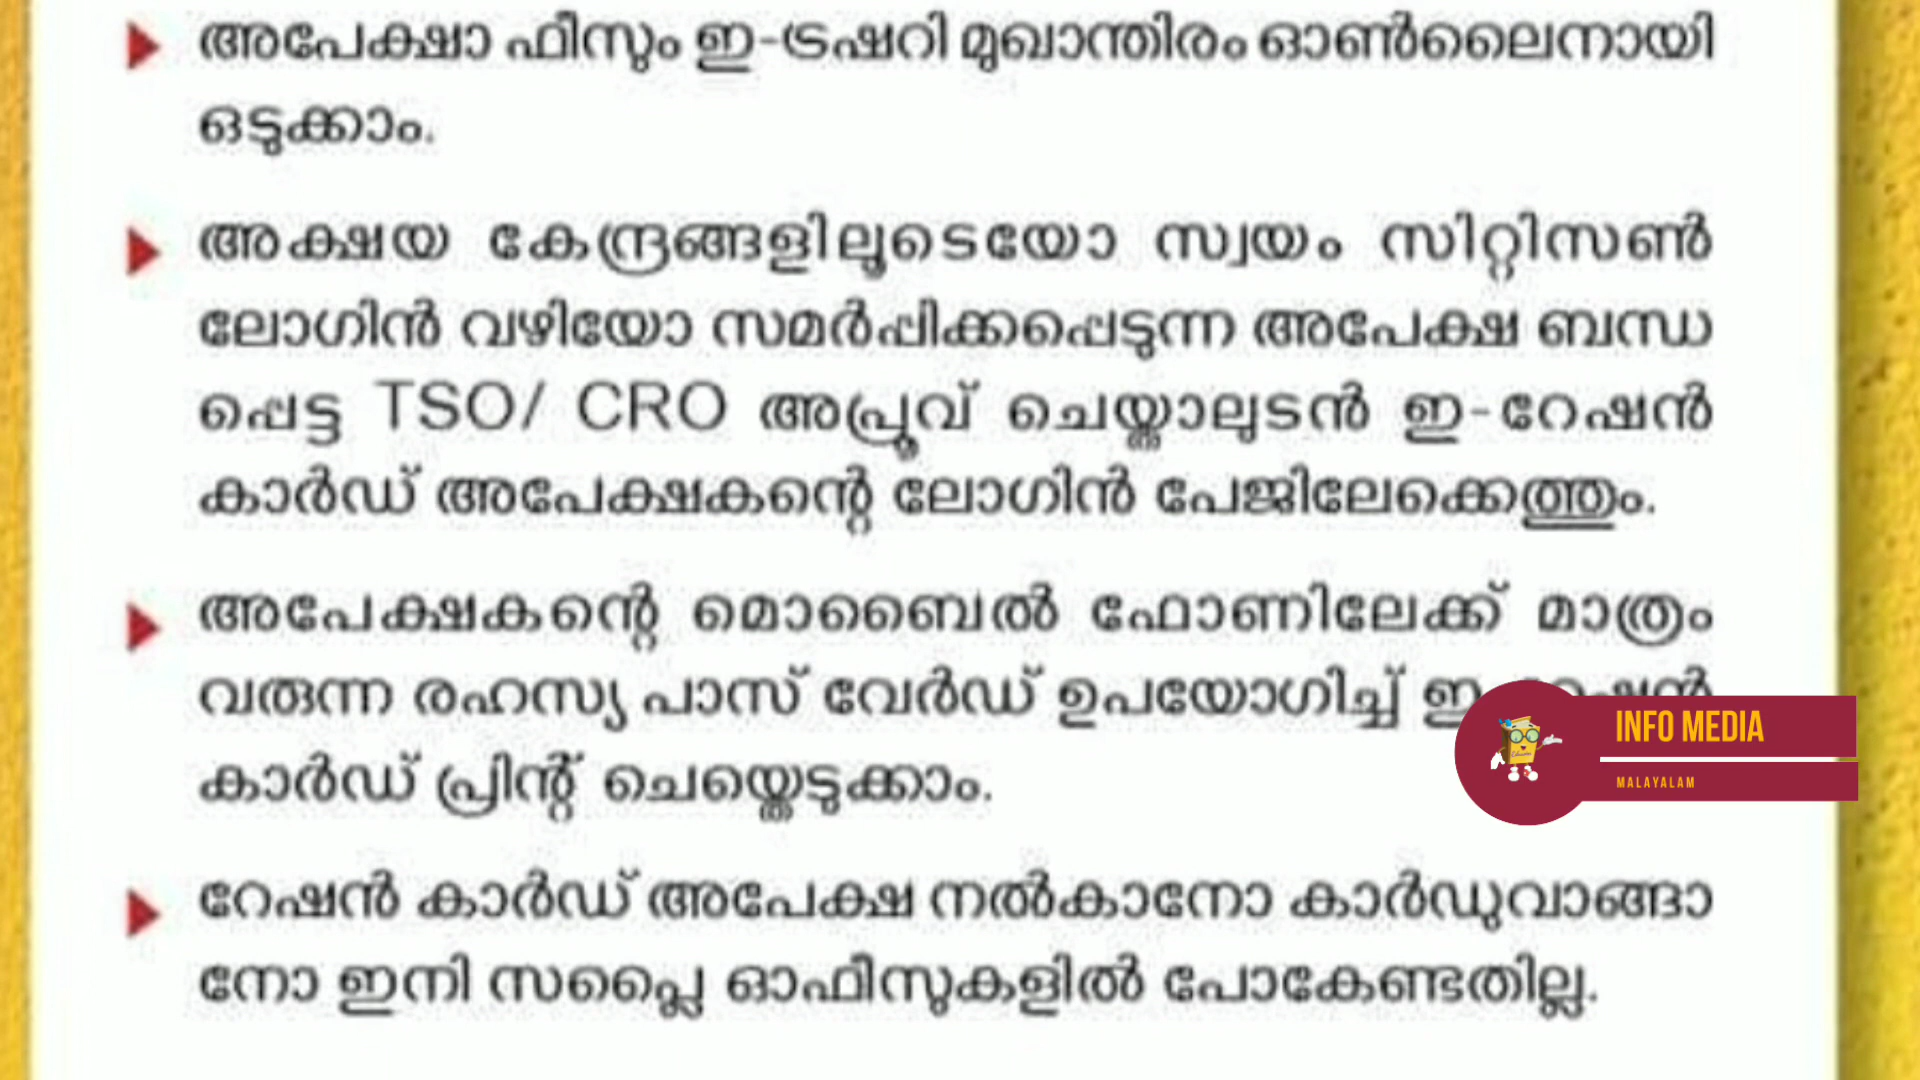 അപേക്ഷാ ഫീസും ഇ-ട്രഷറി മുഖാന്തിരം ഓൺലൈനായി
ഒടുക്കാം.
അക്ഷയ കേന്ദ്രങ്ങളിലൂടെയോ സ്വയം സിറ്റിസൺ
ലോഗിൻ വഴിയോ സമർപ്പിക്കപ്പെടുന്ന അപേക്ഷ ബന്ധ
പ്പെട്ട TSO/ CRO അപ്രൂവ് ചെയ്താലുടൻ ഇ-റേഷൻ
കാർഡ് അപേക്ഷകന്റെ ലോഗിൻ പേജിലേക്കെത്തും.
അപേക്ഷകന്റെ മൊബൈൽ ഫോണിലേക്ക് മാത്രം
വരുന്ന രഹസ്യ പാസ് വേർഡ് ഉപയോഗിച്ച് ഇ
കാർഡ് പ്രിന്റ് ചെയ്തെടുക്കാം.
INFO MEDIA
MALAYALAM
റേഷൻ കാർഡ് അപേക്ഷ നൽകാനോ കാർഡുവാങ്ങാ
നോ ഇനി സപ്ലൈ ഓഫീസുകളിൽ പോകേണ്ടതില്ല.